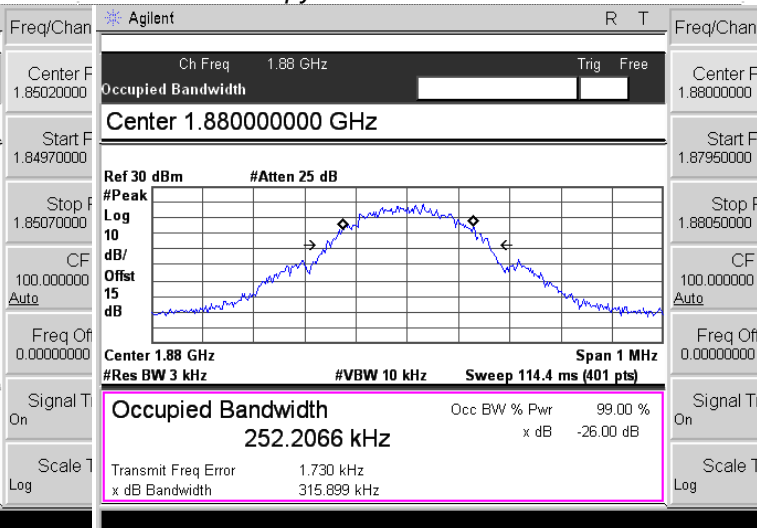 Freq/Chan
Center F
1.85020000
Start F
1.84970000
Stop F
1.85070000
CF
100.000000
Auto
Freq Off
0.00000000
Signal Tr
On
Scale T
Log
Agilent R T
Ch Freq 1.88 GHz Trig Free
Occupied Bandwidth
Center 1.880000000 GHz
Ref 30 dBm #Atten 25 dB
#Peak
Log
10
dB/
Offst
15
dB
Center 1.88 GHz Span 1 MHz
#Res BW 3 kHz #VBW 10 kHz Sweep 114.4 ms (401 pts)
Occupied Bandwidth Occ BW % Pwr 99.00 %
252.2066 kHz x dB -26.00 dB
Transmit Freq Error 1.730 kHz
x dB Bandwidth 315.899 kHz
Freq/Chan
Center F
1.88000000
Start F
1.87950000
Stop F
1.88050000
CF
100.000000
Auto
Freq Off
0.00000000
Signal Tr
On
Scale T
Log